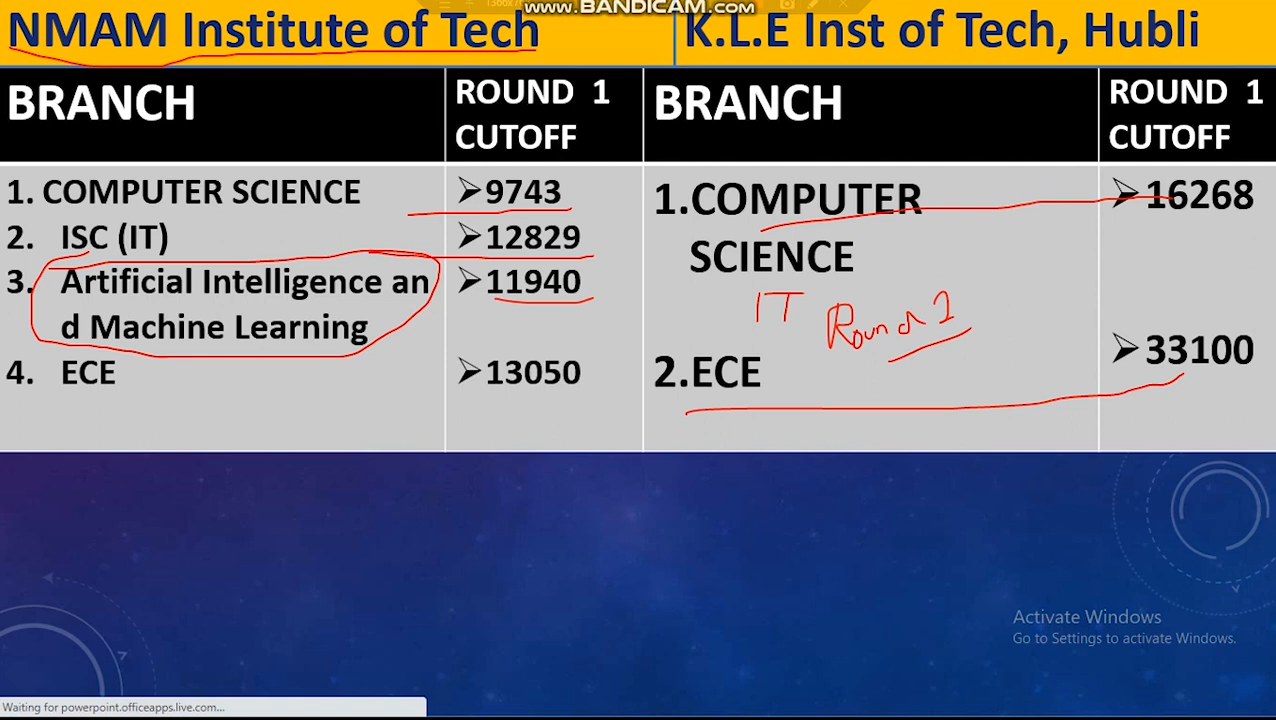 www.BANDICAM.com
NMAM Institute of Tech
K.L.E Inst of Tech, Hubli
BRANCH
ROUND 1
CUTOFF
BRANCH
ROUND 1
CUTOFF
1. COMPUTER SCIENCE
➢9743
2. ISC (IT)
➢12829
3. Artificial Intelligence an
d Machine Learning
➢11940
4. ECE
➢13050
1.COMPUTER
SCIENCE
➢16268
IT Round 1
2.ECE
➢33100
Activate Windows
Go to Settings to activate Windows.
Waiting for powerpoint.officeapps.live.com...